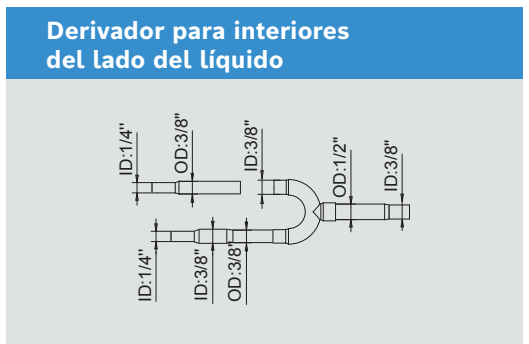 Derivador para interiores
del lado del líquido
ID:1/4"
OD:3/8"
ID:3/8"
OD:1/2"
ID:3/8"
ID:1/4"
ID:3/8"
OD:3/8"